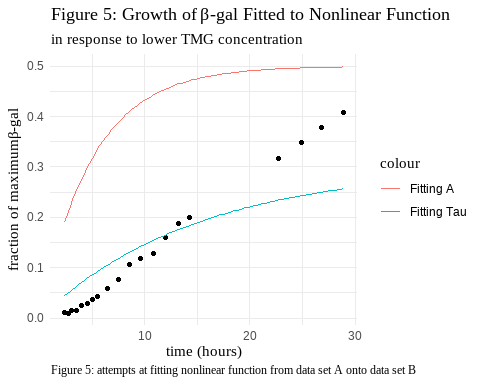 Figure 5: Growth of β-gal Fitted to Nonlinear Function
in response to lower TMG concentration
0.5
0.4
0.3
0.2
0.1
0.0
fraction of maximumβ-gal
10
20
30
time (hours)
colour
Fitting A
Fitting Tau
Figure 5: attempts at fitting nonlinear function from data set A onto data set B